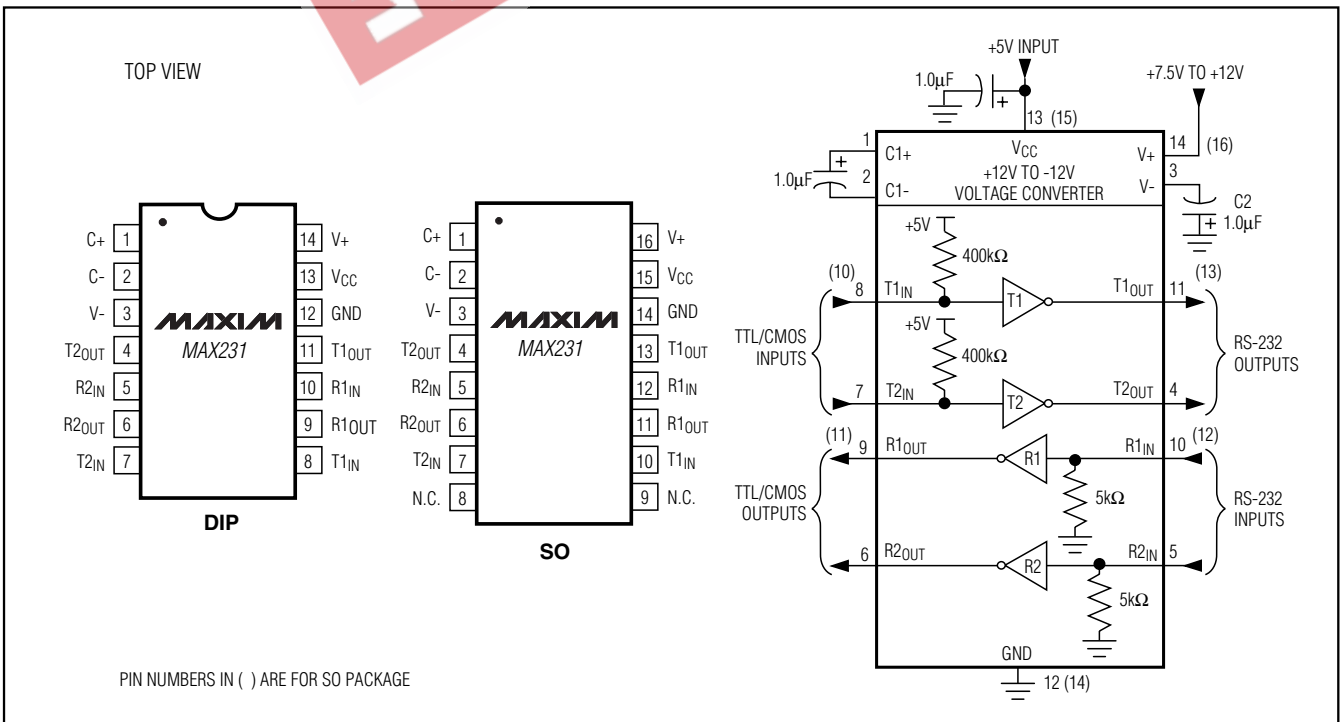 TOP VIEW
C+ 1
C- 2
V- 3
T2OUT 4
R2IN 5
R2OUT 6
T2IN 7
14 V+
13 VCC
12 GND
11 T1OUT
10 R1IN
9 R1OUT
8 T1IN
MAXIM
MAX231
DIP
C+ 1
C- 2
V- 3
T2OUT 4
R2IN 5
R2OUT 6
T2IN 7
N.C. 8
16 V+
15 VCC
14 GND
13 T1OUT
12 R1IN
11 R1OUT
10 T1IN
9 N.C.
MAXIM
MAX231
SO
PIN NUMBERS IN ( ) ARE FOR SO PACKAGE
+5V INPUT
1.0µF
+
+7.5V TO +12V
13 (15)
1
C1+
VCC
V+
14 (16)
+
1.0µF
2
C1-
+12V TO -12V
VOLTAGE CONVERTER
V-
3
C2
+ 1.0µF
+5V
400kΩ
(10)
8
T1IN
T1
T1OUT
11
(13)
+5V
400kΩ
TTL/CMOS
INPUTS
RS-232
OUTPUTS
7
T2IN
T2
T2OUT
4
(11)
9
R1OUT
R1
R1IN
10
(12)
5kΩ
TTL/CMOS
OUTPUTS
RS-232
INPUTS
6
R2OUT
R2
R2IN
5
5kΩ
GND
12 (14)